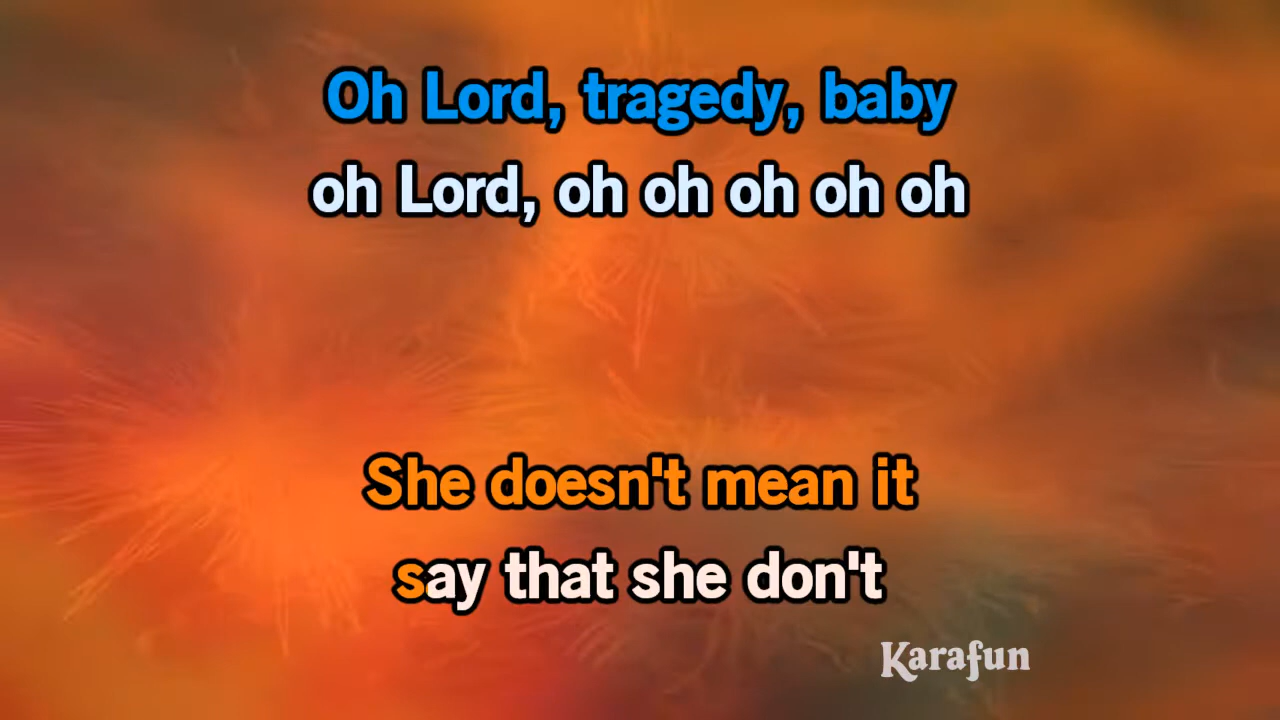 Oh Lord, tragedy, baby
oh Lord, oh oh oh oh oh
She doesn't mean it
say that she don't
Karafun